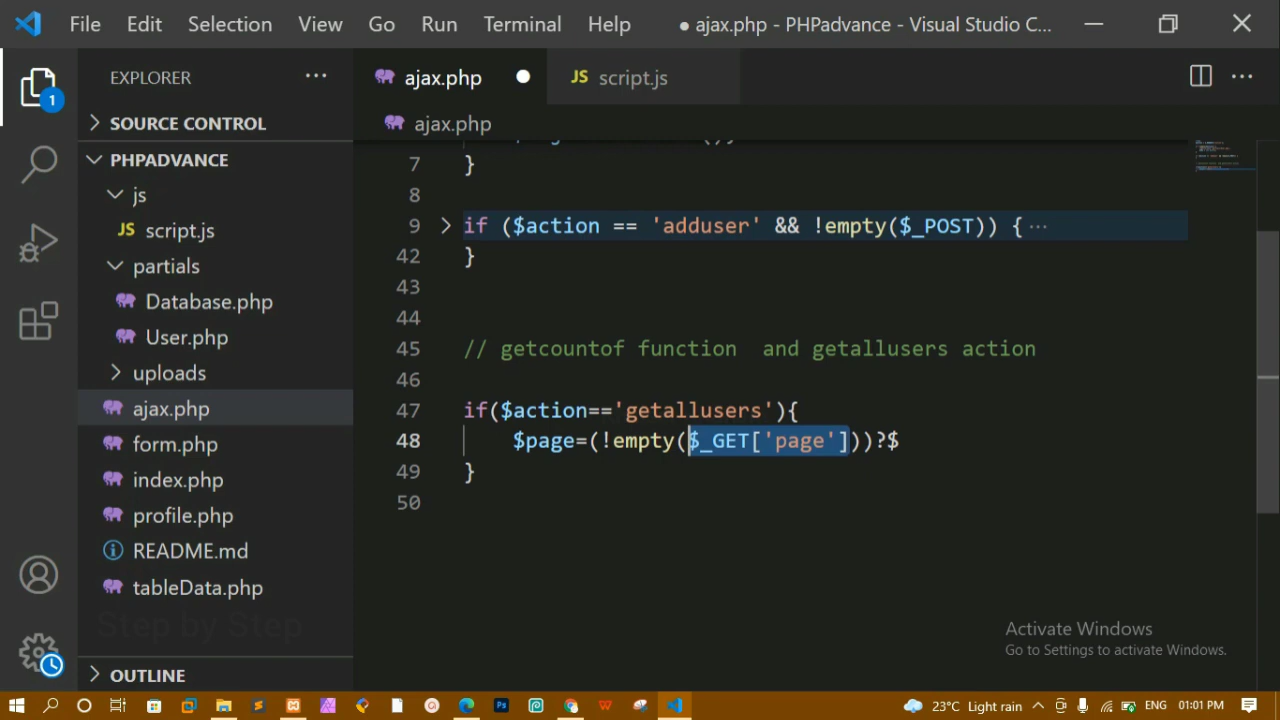 File Edit Selection View Go Run Terminal Help ● ajax.php - PHPadvance - Visual Studio C...
EXPLORER
ajax.php
JS script.js
1
SOURCE CONTROL
ajax.php
PHPADVANCE
js
JS script.js
partials
Database.php
User.php
uploads
ajax.php
form.php
index.php
profile.php
README.md
tableData.php
Step by Step
OUTLINE
7 }
8
9 if ($action == 'adduser' && !empty($_POST)) {···
42 }
43
44
45 // getcountof function  and getallusers action
46
47 if($action=='getallusers'){
48 $page=(!empty($_GET['page']))?$
49 }
50
Activate Windows
Go to Settings to activate Windows.
23°C Light rain ENG 01:01 PM